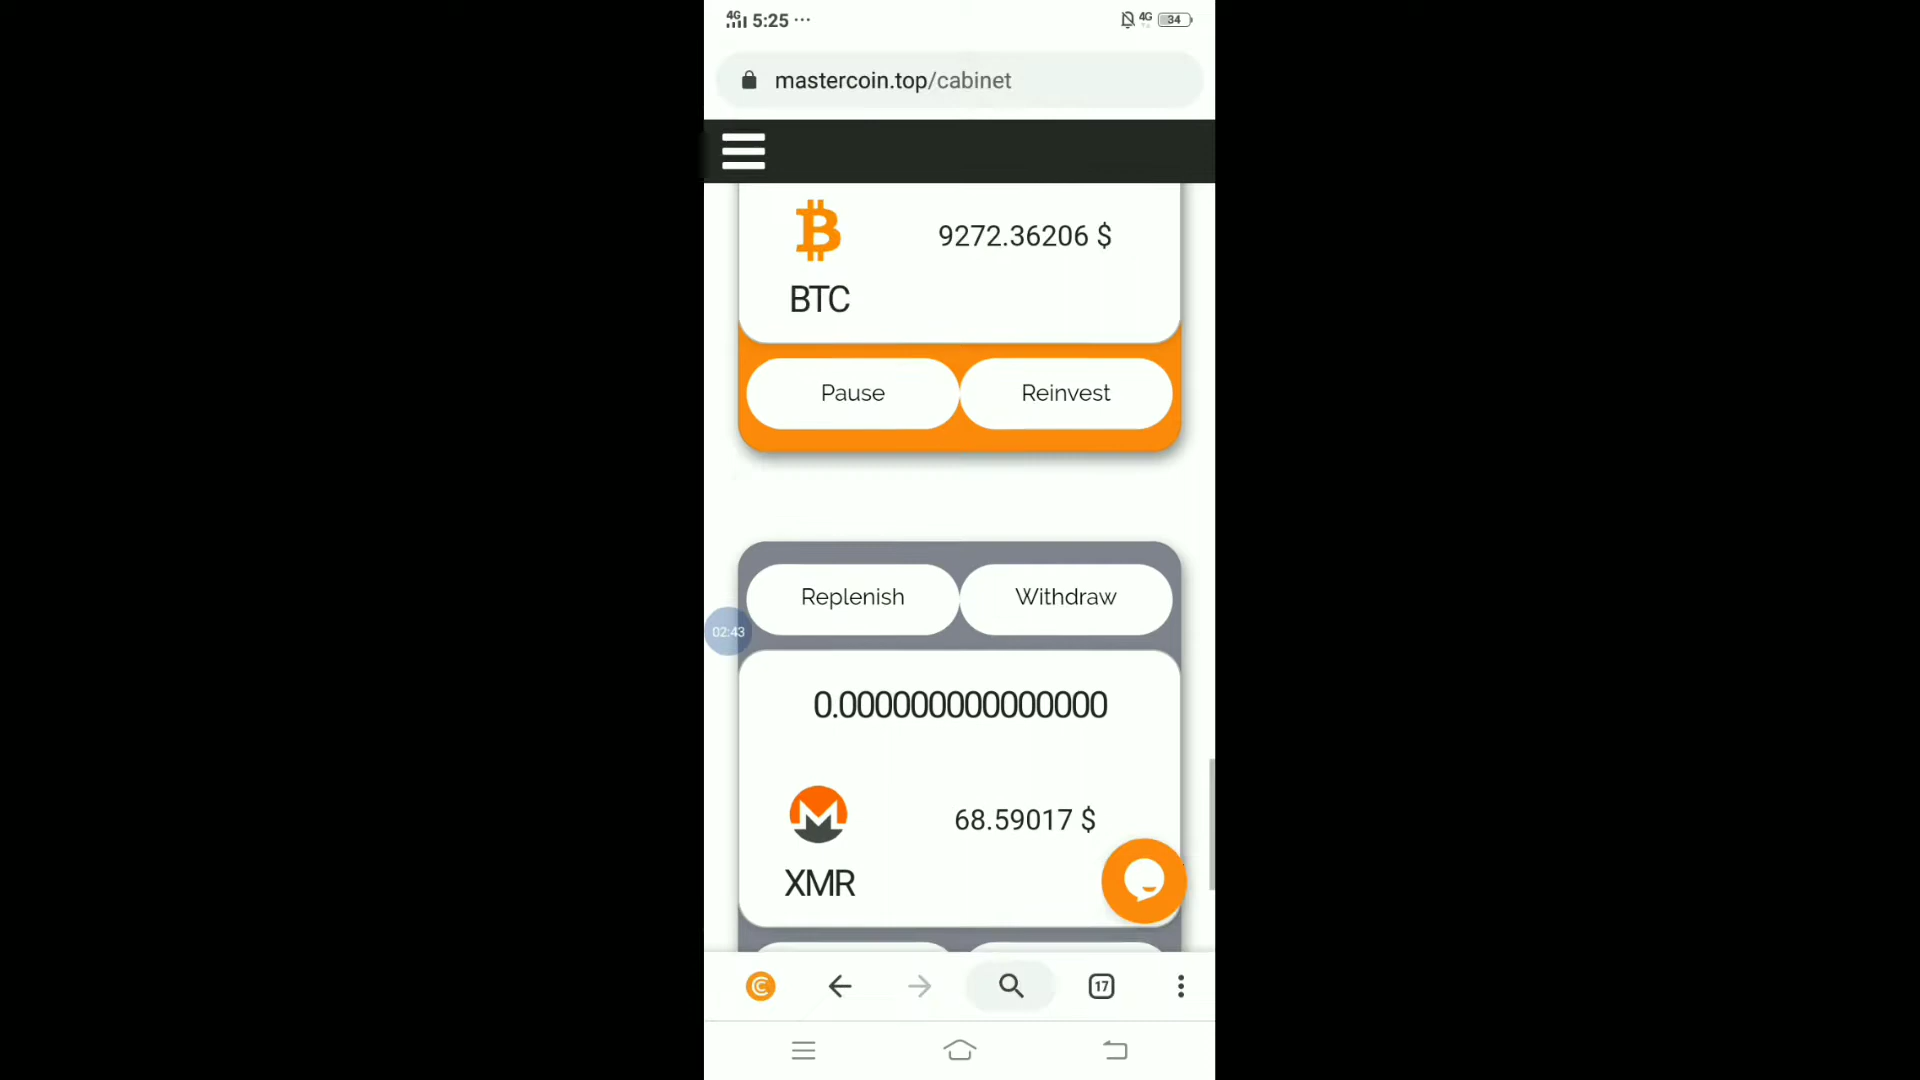 4G 5:25 ... 4G 34
mastercoin.top/cabinet
9272.36206 $
BTC
Pause Reinvest
Replenish Withdraw
02:43
0.000000000000000
68.59017 $
XMR
17